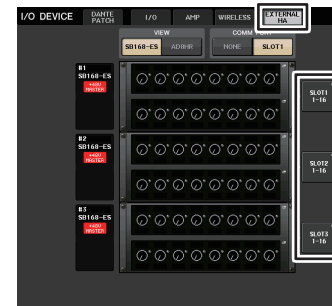 I/O DEVICE
DANTE PATCH
I/O
AMP
WIRELESS
EXTERNAL HA
VIEW
COMM PORT
SB168-ES
AD8HR
NONE
SLOT1
#1
SB168-ES
+48V MASTER
SLOT1
1-16
#2
SB168-ES
+48V MASTER
SLOT2
1-16
#3
SB168-ES
+48V MASTER
SLOT3
1-16